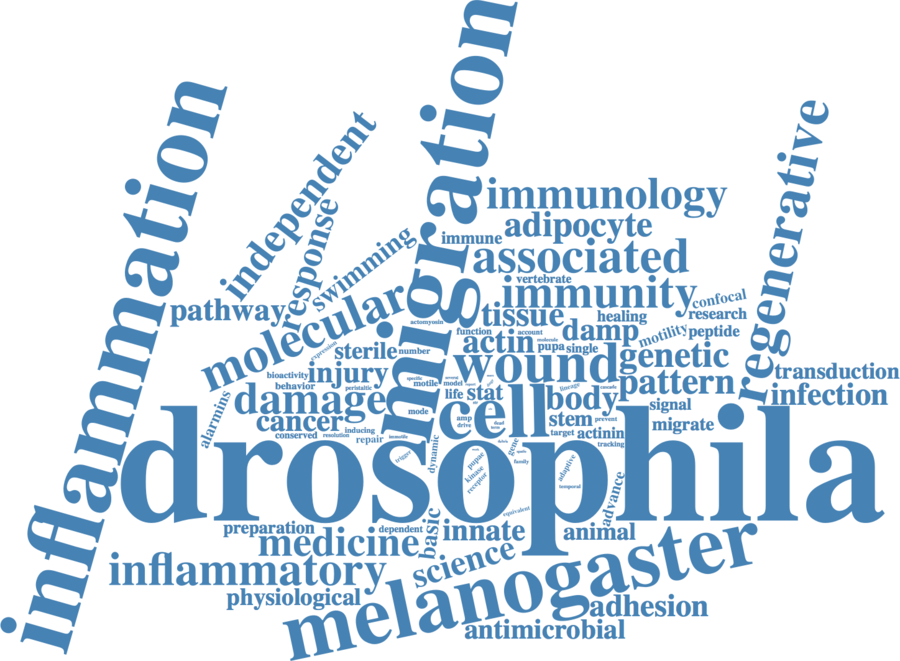 inflammation
migration
independent
response
swimming
regenerative
immunology
adipocyte
immune
associated
vertebrate
pathway
molecular
immunity
confocal
tissue
healing
research
actomyosin
function
account
damp
motility
peptide
actin
molecule
pupa
single
expression
sterile
number
wound
genetic
injury
bioactivity
behavior
peristaltic
specific
motile
model
lineage
cascade
pattern
transduction
infection
damage
life
stat
body
signal
alarmins
mode
cell
amp
drive
stem
prevent
migrate
cancer
conserved
resolution
inducing
repair
target
actinin
tracking
drosophila
dynamic
trigger
gene
family
pupae
kinase
receptor
adaptive
temporal
advance
equivalent
preparation
dependent
basic
innate
animal
medicine
science
inflammatory
melanogaster
physiological
adhesion
antimicrobial